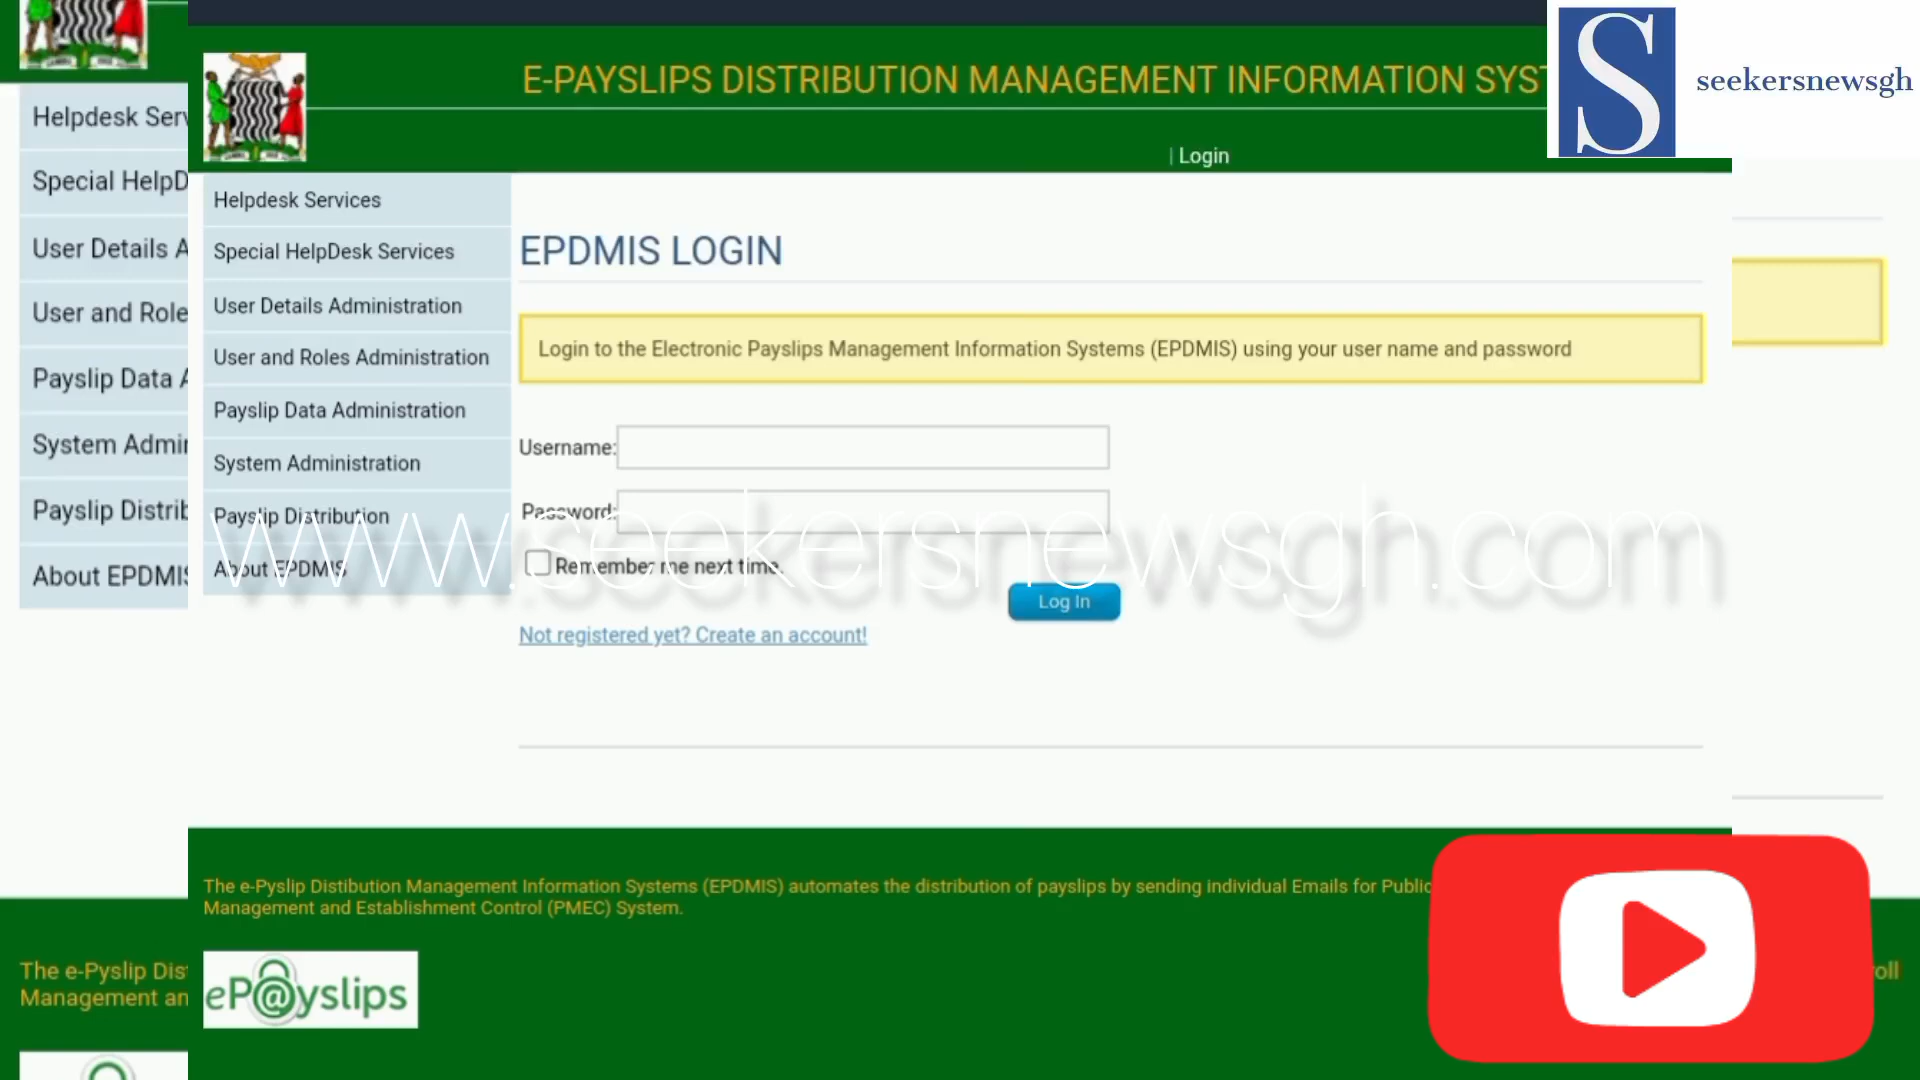 E-PAYSLIPS DISTRIBUTION MANAGEMENT INFORMATION SYST
seekersnewsgh
| Login
Helpdesk Serv
Special HelpD
User Details A
User and Role
Payslip Data A
System Admin
Payslip Distrib
About EPDMIS
Helpdesk Services
Special HelpDesk Services
User Details Administration
User and Roles Administration
Payslip Data Administration
System Administration
Payslip Distribution
About EPDMIS
EPDMIS LOGIN
Login to the Electronic Payslips Management Information Systems (EPDMIS) using your user name and password
Username:
Password:
www.seekersnewsgh.com
Remember me next time.
Log In
Not registered yet? Create an account!
The e-Pyslip Distibution Management Information Systems (EPDMIS) automates the distribution of payslips by sending individual Emails for Public
Management and Establishment Control (PMEC) System.
The e-Pyslip Dis
Management an
roll
eP@yslips